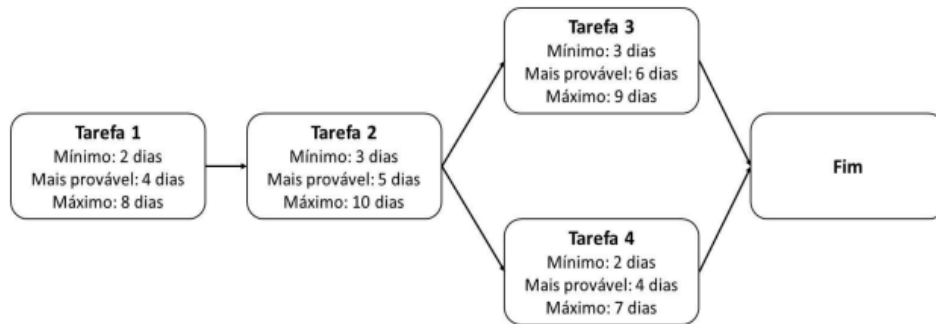 Tarefa 1
Mínimo: 2 dias
Mais provável: 4 dias
Máximo: 8 dias
Tarefa 2
Mínimo: 3 dias
Mais provável: 5 dias
Máximo: 10 dias
Tarefa 3
Mínimo: 3 dias
Mais provável: 6 dias
Máximo: 9 dias
Tarefa 4
Mínimo: 2 dias
Mais provável: 4 dias
Máximo: 7 dias
Fim